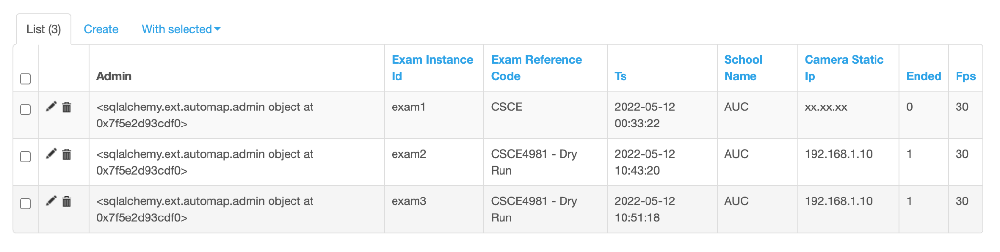 List (3) Create With selected
Admin Exam Instance Id Exam Reference Code Ts School Name Camera Static Ip Ended Fps
<sqlalchemy.ext.automap.admin object at 0x7f5e2d93cdf0> exam1 CSCE 2022-05-12 00:33:22 AUC xx.xx.xx 0 30
<sqlalchemy.ext.automap.admin object at 0x7f5e2d93cdf0> exam2 CSCE4981 - Dry Run 2022-05-12 10:43:20 AUC 192.168.1.10 1 30
<sqlalchemy.ext.automap.admin object at 0x7f5e2d93cdf0> exam3 CSCE4981 - Dry Run 2022-05-12 10:51:18 AUC 192.168.1.10 1 30